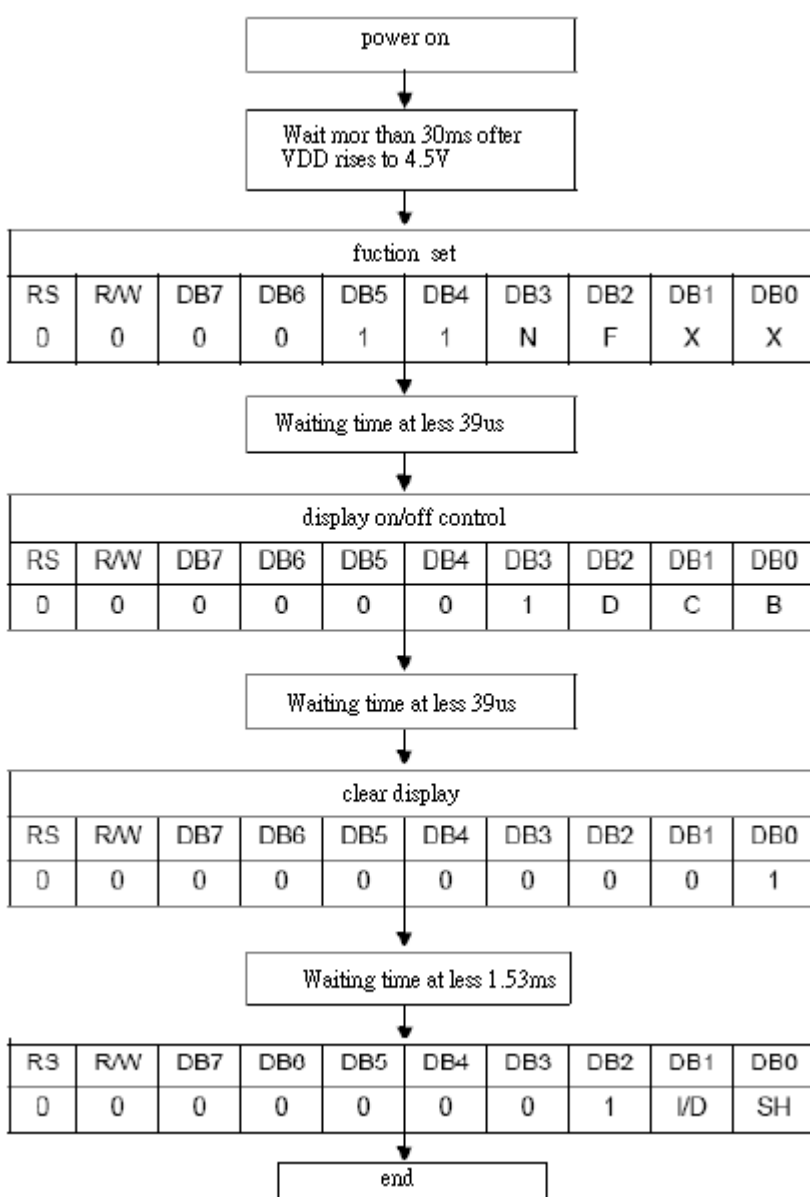 power on
Wait mor than 30ms ofter
VDD rises to 4.5V
fuction set
RS R/W DB7 DB6 DB5 DB4 DB3 DB2 DB1 DB0
0 0 0 0 1 1 N F X X
Waiting time at less 39us
display on/off control
RS R/W DB7 DB6 DB5 DB4 DB3 DB2 DB1 DB0
0 0 0 0 0 0 1 D C B
Waiting time at less 39us
clear display
RS R/W DB7 DB6 DB5 DB4 DB3 DB2 DB1 DB0
0 0 0 0 0 0 0 0 0 1
Waiting time at less 1.53ms
RS R/W DB7 DB6 DB5 DB4 DB3 DB2 DB1 DB0
0 0 0 0 0 0 0 1 I/D SH
end